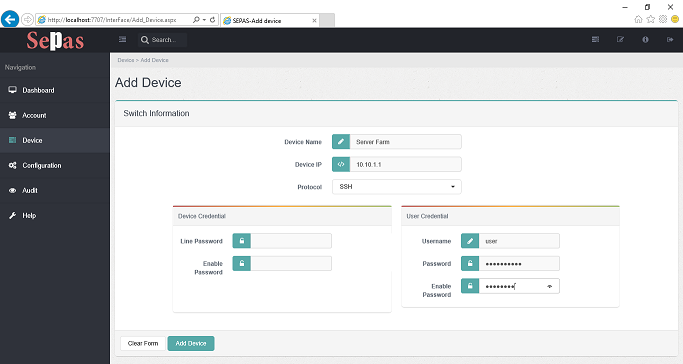 http://localhost:7707/InterFace/Add_Device.aspx
SEPAS-Add device
Sepas
Search...
Navigation
Dashboard
Account
Device
Configuration
Audit
Help
Device > Add Device
Add Device
Switch Information
Device Name Server Farm
Device IP 10.10.1.1
Protocol SSH
Device Credential
Line Password
Enable
Password
User Credential
Username user
Password ••••••••••
Enable ••••••••
Password
Clear Form Add Device